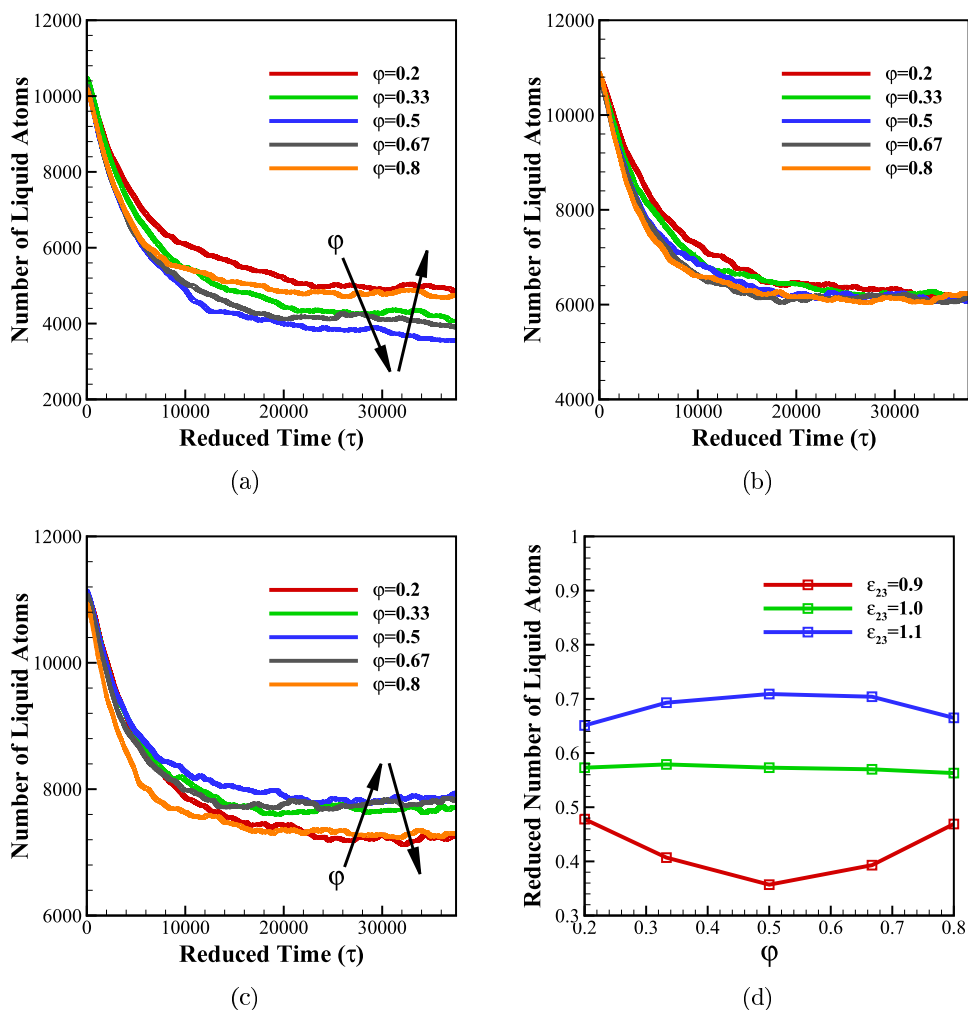 12000
10000
8000
6000
4000
2000
0
10000
20000
30000
Number of Liquid Atoms
Reduced Time (τ)
φ=0.2
φ=0.33
φ=0.5
φ=0.67
φ=0.8
φ
(a)
12000
10000
8000
6000
4000
0
10000
20000
30000
Number of Liquid Atoms
Reduced Time (τ)
φ=0.2
φ=0.33
φ=0.5
φ=0.67
φ=0.8
(b)
12000
10000
8000
6000
0
10000
20000
30000
Number of Liquid Atoms
Reduced Time (τ)
φ=0.2
φ=0.33
φ=0.5
φ=0.67
φ=0.8
φ
(c)
1
0.9
0.8
0.7
0.6
0.5
0.4
0.3
0.2
0.3
0.4
0.5
0.6
0.7
0.8
Reduced Number of Liquid Atoms
φ
ε₂₃=0.9
ε₂₃=1.0
ε₂₃=1.1
(d)